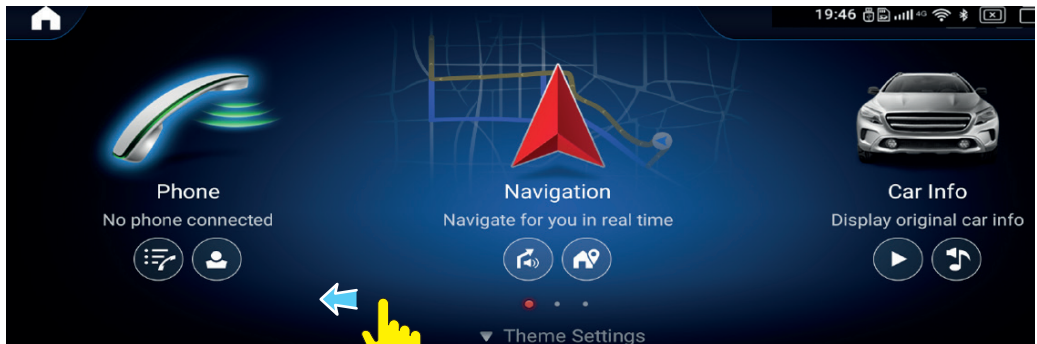 19:46 4G
Phone
No phone connected
Navigation
Navigate for you in real time
Car Info
Display original car info
Theme Settings